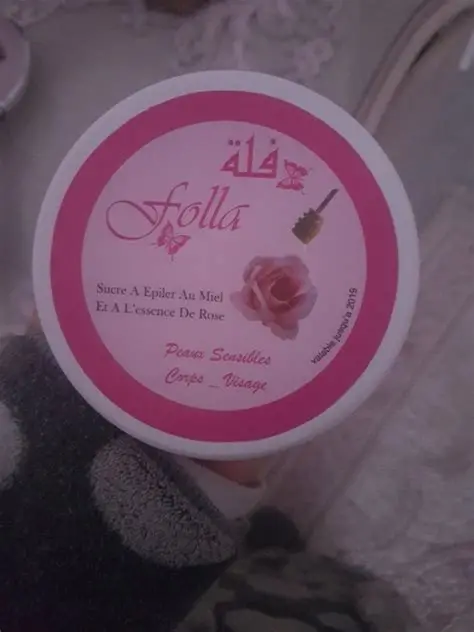 فلة
Folla
Sucre A Epiler Au Miel
Et A L'essence De Rose
Peaux Sensibles
Corps _ Visage
valable jusqu'a 2019